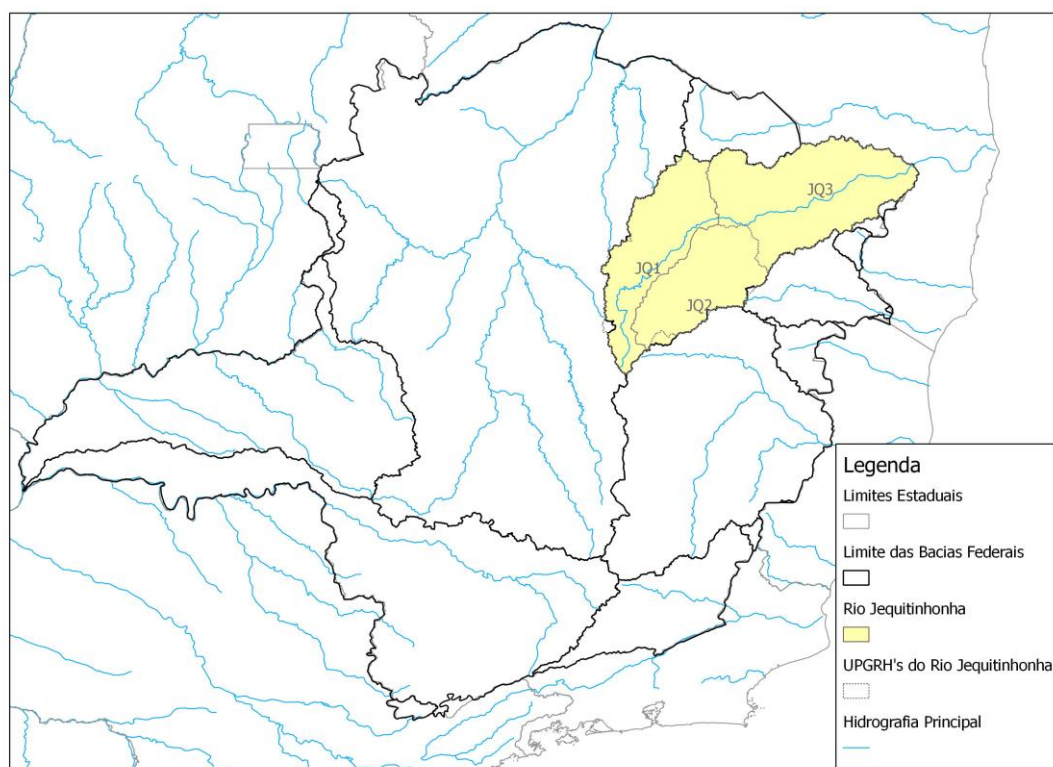 JQ3
JQ1
JQ2
Legenda
Limites Estaduais
Limite das Bacias Federais
Rio Jequitinhonha
UPGRH's do Rio Jequitinhonha
Hidrografia Principal